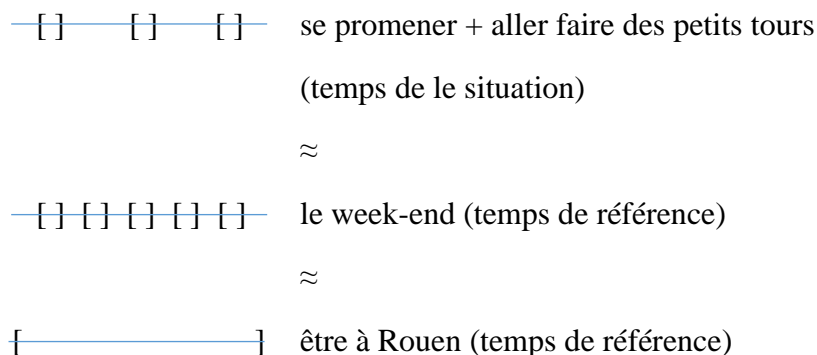 [ ] [ ] [ ] se promener + aller faire des petits tours
(temps de le situation)
≈
[ ] [ ] [ ] [ ] [ ] le week-end (temps de référence)
≈
[ ] être à Rouen (temps de référence)